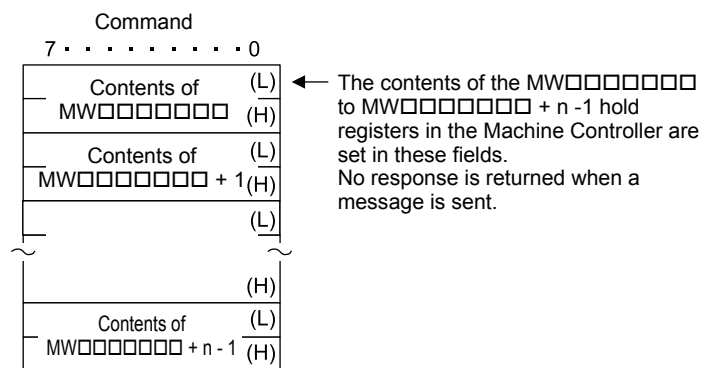 Command
7 · · · · · · · · · 0
Contents of (L)
MW□□□□□□□ (H)
Contents of (L)
MW□□□□□□□ + 1 (H)
(L)
(H)
Contents of (L)
MW□□□□□□□ + n - 1 (H)
The contents of the MW□□□□□□□
to MW□□□□□□□ + n -1 hold
registers in the Machine Controller are
set in these fields.
No response is returned when a
message is sent.